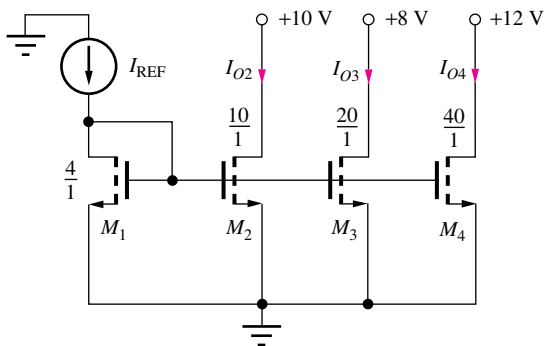 +10 V
+8 V
+12 V
I_REF
I_O2
I_O3
I_O4
10/1
20/1
40/1
4/1
M_1
M_2
M_3
M_4